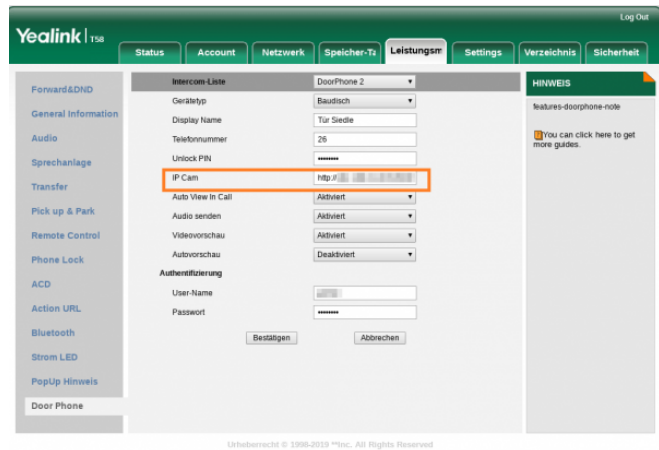 Log Out
Yealink | T58
Status Account Netzwerk Speicher-Ta Leistungsm Settings Verzeichnis Sicherheit
Forward&DND
General Information
Audio
Sprechanlage
Transfer
Pick up & Park
Remote Control
Phone Lock
ACD
Action URL
Bluetooth
Strom LED
PopUp Hinweis
Door Phone
Intercom-Liste DoorPhone 2
Gerätetyp Baudisch
Display Name Tür Siedle
Telefonnummer 26
Unlock PIN ••••••••
IP Cam http://
Auto View In Call Aktiviert
Audio senden Aktiviert
Videovorschau Aktiviert
Autovorschau Deaktiviert
Authentifizierung
User-Name
Passwort ••••••••
Bestätigen Abbrechen
HINWEIS
features-doorphone-note
You can click here to get
more guides.
Urheberrecht © 1998-2019 **Inc. All Rights Reserved